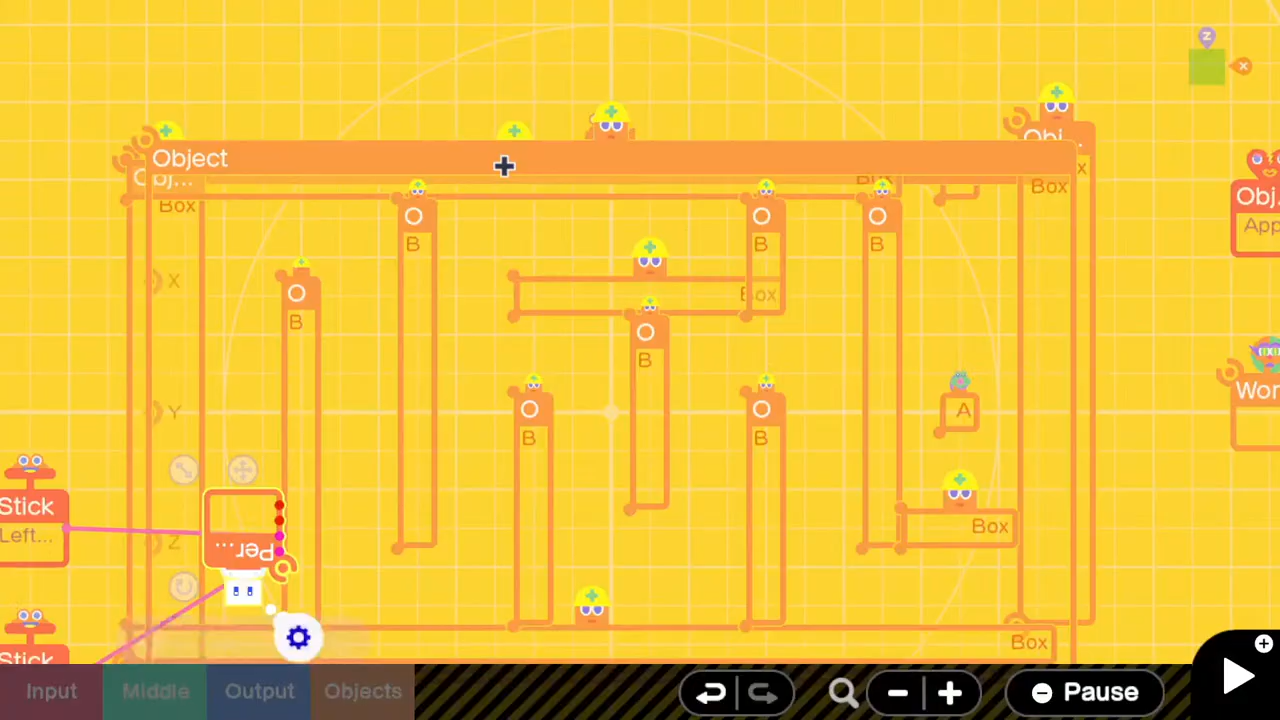 Z
X
Obj...
Object
Obj...
Box
x
Box
Box
Obj.
App
O
B
O
B
O
B
X
O
B
Box
O
B
Y
O
B
O
B
A
Wor
Stick
Left...
Z
Per...
Box
Stick
Box
Input
Middle
Output
Objects
Pause